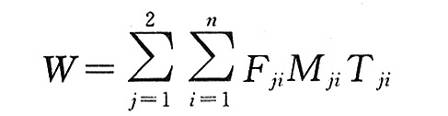 W = \sum_{j=1}^{2} \sum_{i=1}^{n} F_{ji} M_{ji} T_{ji}